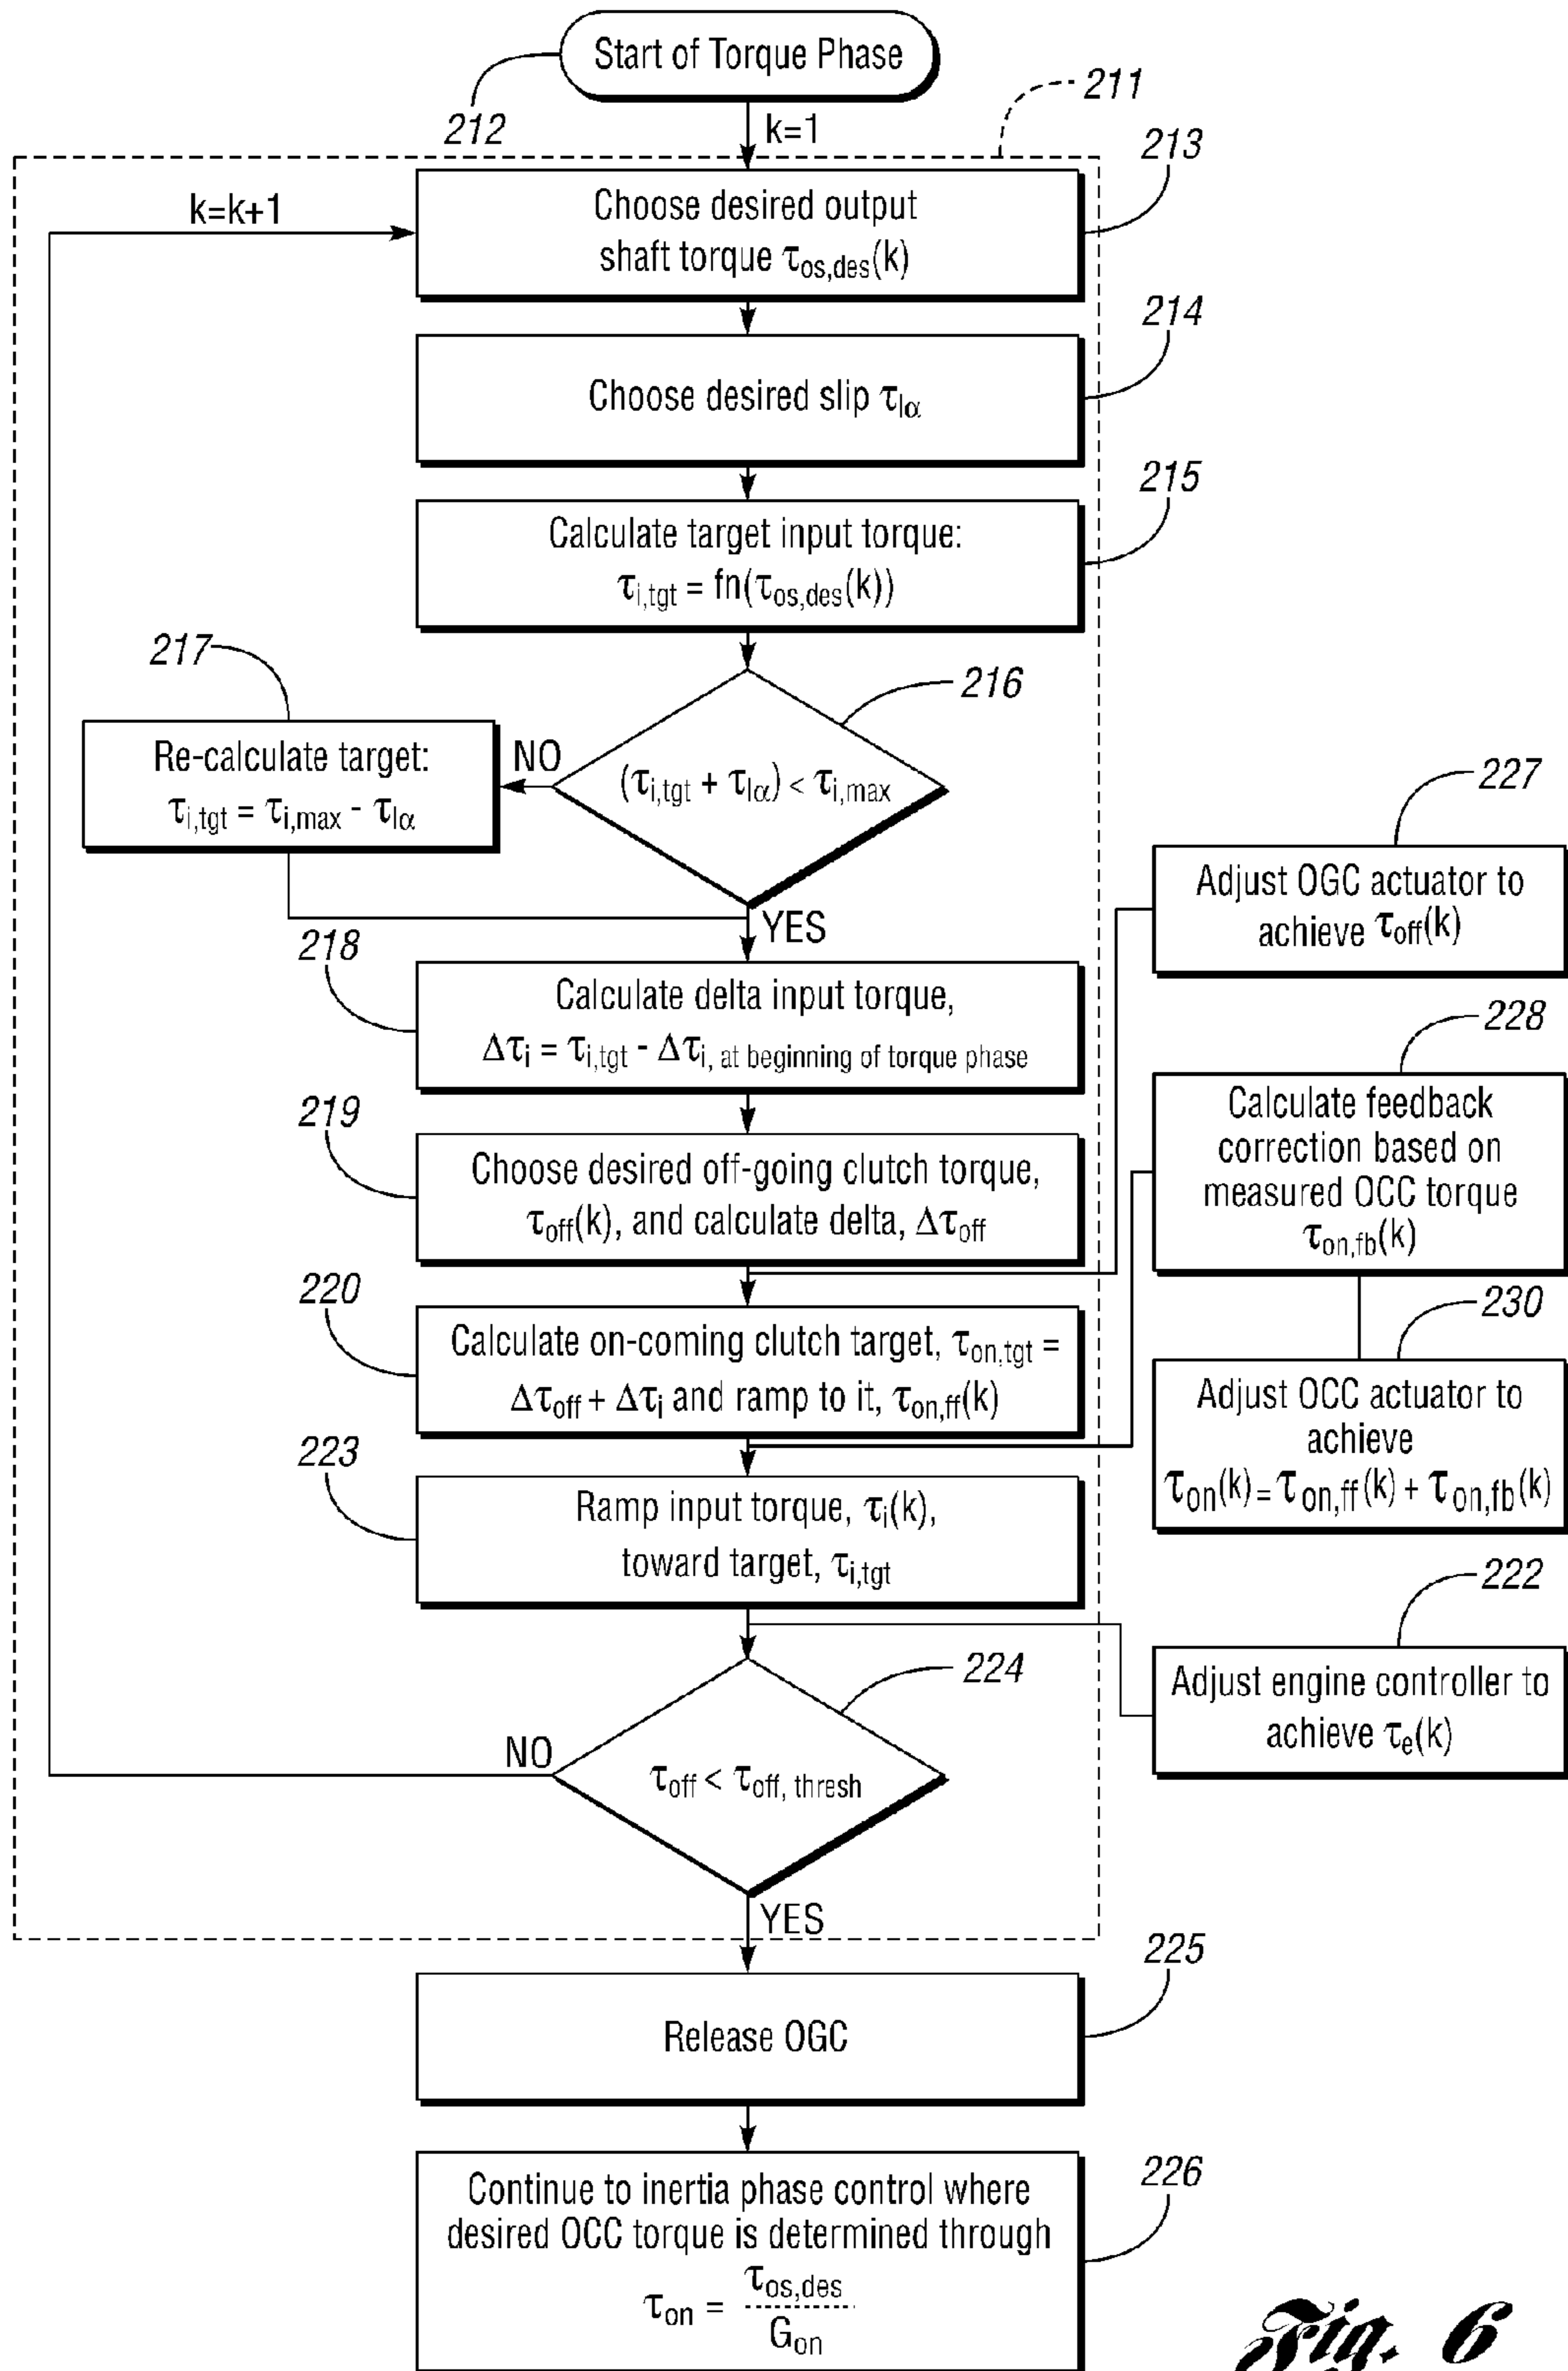 Start of Torque Phase
212
k=1
211
213
k=k+1
Choose desired output
shaft torque τos,des(k)
214
Choose desired slip τIα
215
Calculate target input torque:
τi,tgt = fn(τos,des(k))
217
216
Re-calculate target:
τi,tgt = τi,max - τIα
NO
(τi,tgt + τIα) < τi,max
YES
227
Adjust OGC actuator to
achieve τoff(k)
218
Calculate delta input torque,
Δτi = τi,tgt - Δτi, at beginning of torque phase
228
Calculate feedback
correction based on
measured OCC torque
τon,fb(k)
219
Choose desired off-going clutch torque,
τoff(k), and calculate delta, Δτoff
220
Calculate on-coming clutch target, τon,tgt =
Δτoff + Δτi and ramp to it, τon,ff(k)
230
Adjust OCC actuator to
achieve
τon(k) = τon,ff(k) + τon,fb(k)
223
Ramp input torque, τi(k),
toward target, τi,tgt
222
Adjust engine controller to
achieve τe(k)
224
NO
τoff < τoff, thresh
YES
225
Release OGC
226
Continue to inertia phase control where
desired OCC torque is determined through
τon = τos,des
Gon
Fig. 6